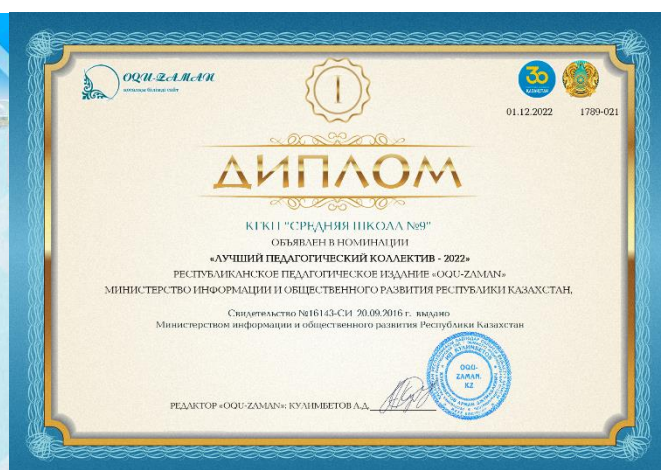 OQU-ZAMAN
1
30
01.12.2022 1789-021
ДИПЛОМ
КГКП "СРЕДНЯЯ ШКОЛА №9"
ОБЪЯВЛЕН В НОМИНАЦИИ
«ЛУЧШИЙ ПЕДАГОГИЧЕСКИЙ КОЛЛЕКТИВ - 2022»
РЕСПУБЛИКАНСКОЕ ПЕДАГОГИЧЕСКОЕ ИЗДАНИЕ «OQU-ZAMAN»
МИНИСТЕРСТВО ИНФОРМАЦИИ И ОБЩЕСТВЕННОГО РАЗВИТИЯ РЕСПУБЛИКИ КАЗАХСТАН,
Свидетельство №16143-СИ 20.09.2016 г. выдано
Министерством информации и общественного развития Республики Казахстан
OQU-
ZAMAN.
KZ
РЕДАКТОР «OQU-ZAMAN»: КУЛИМБЕТОВ А.Д.